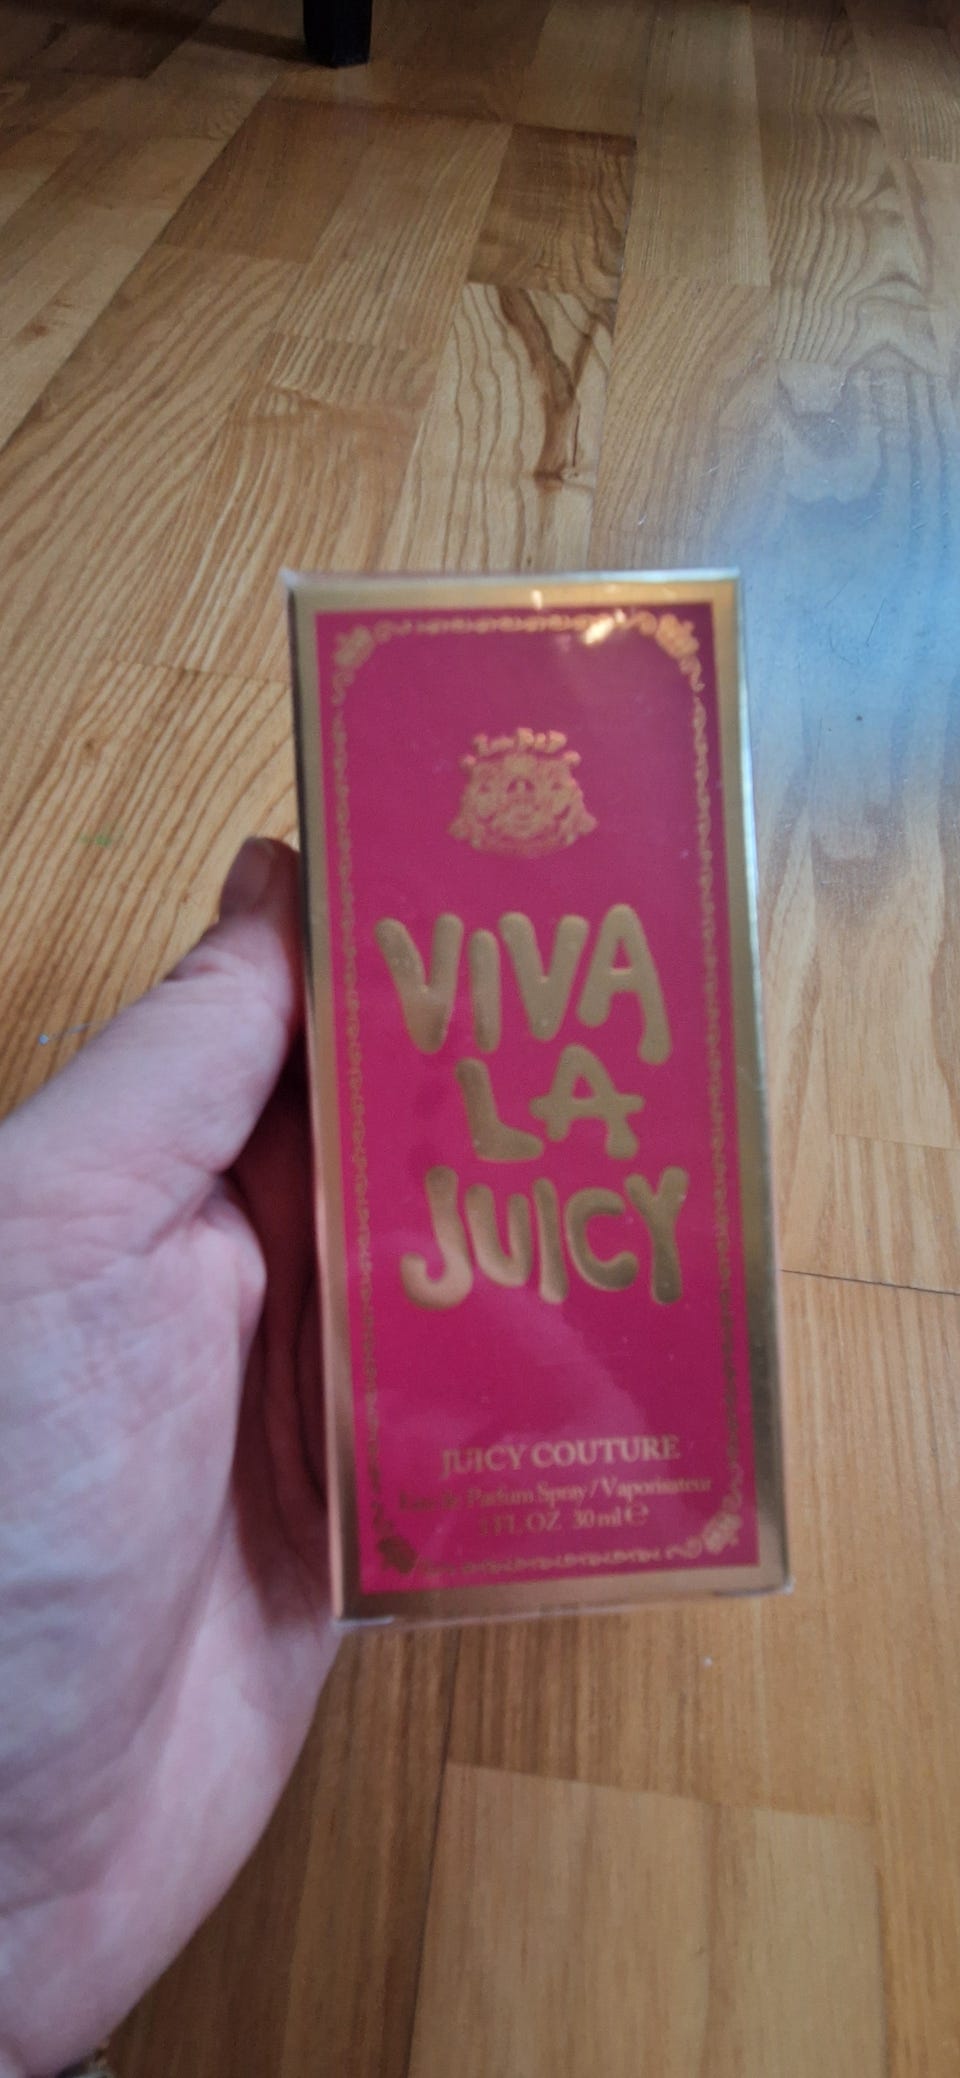 VIVA
LA
JUICY
JUICY COUTURE
Eau de Parfum Spray / Vaporisateur
1 FL OZ 30 ml e